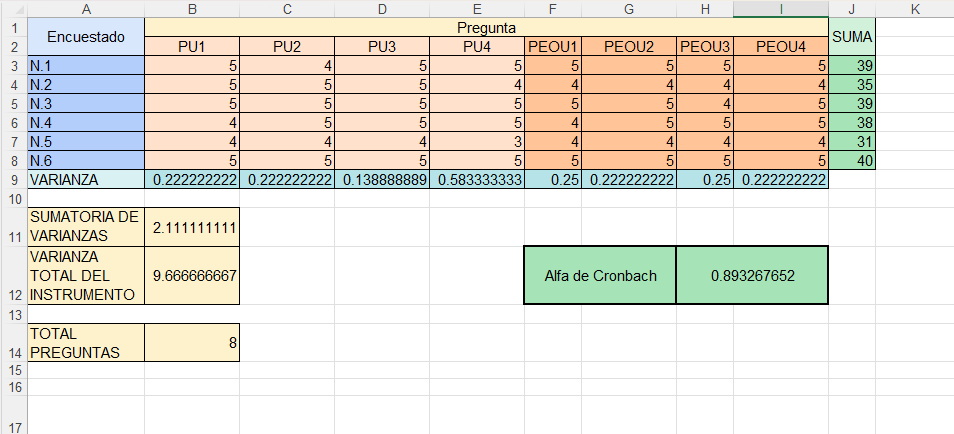 A B C D E F G H I J K
1 Encuestado Pregunta SUMA
2 PU1 PU2 PU3 PU4 PEOU1 PEOU2 PEOU3 PEOU4
3 N.1 5 4 5 5 5 5 5 5 39
4 N.2 5 5 5 4 4 4 4 4 35
5 N.3 5 5 5 5 5 5 4 5 39
6 N.4 4 5 5 5 4 5 5 5 38
7 N.5 4 4 4 3 4 4 4 4 31
8 N.6 5 5 5 5 5 5 5 5 40
9 VARIANZA 0.222222222 0.222222222 0.138888889 0.583333333 0.25 0.222222222 0.25 0.222222222
10
11 SUMATORIA DE
VARIANZAS 2.111111111
12 VARIANZA
TOTAL DEL
INSTRUMENTO 9.666666667 Alfa de Cronbach 0.893267652
13
14 TOTAL
PREGUNTAS 8
15
16
17